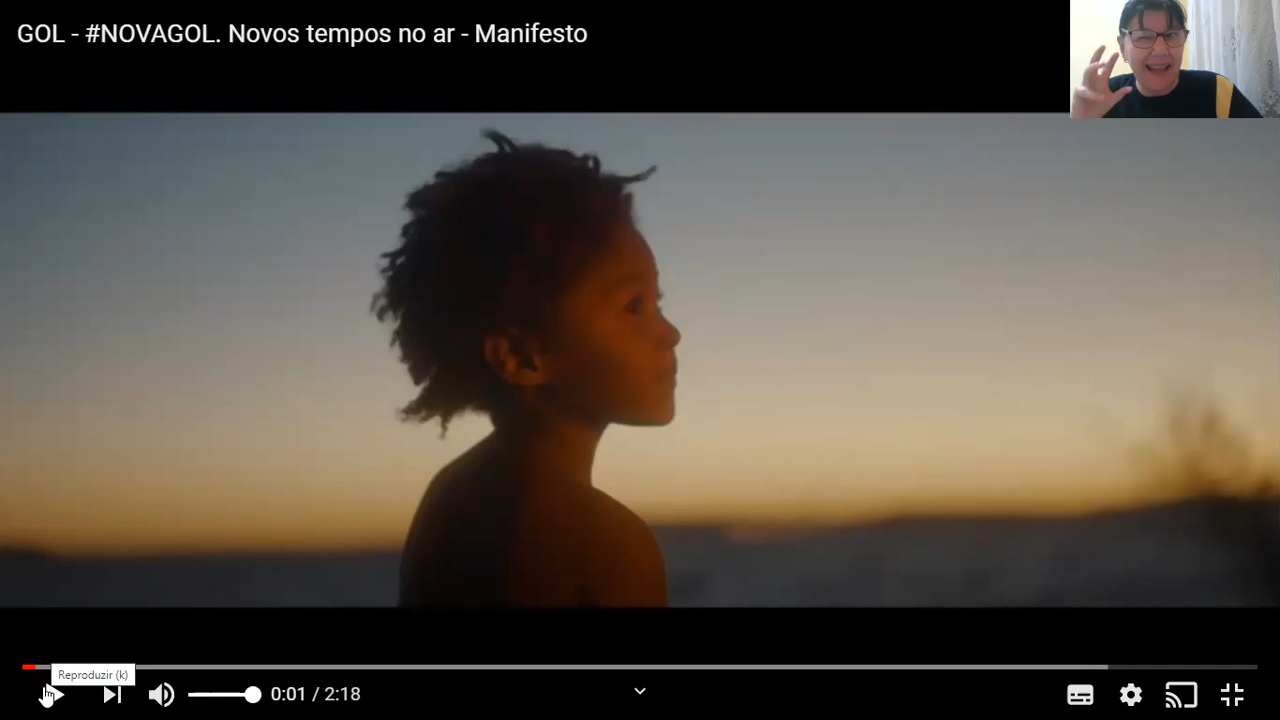 GOL - #NOVAGOL. Novos tempos no ar - Manifesto
Reproduzir (k)
0:01 / 2:18